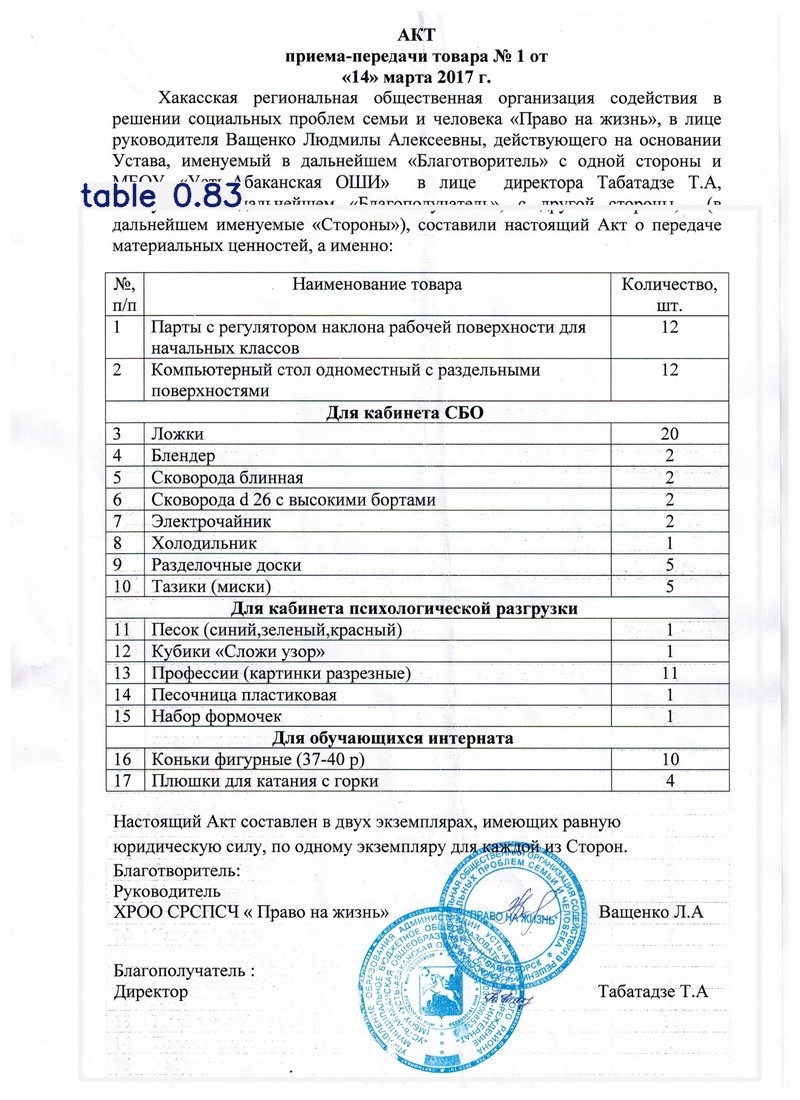 АКТ
приема-передачи товара № 1 от
«14» марта 2017 г.
Хакасская региональная общественная организация содействия в
решении социальных проблем семьи и человека «Право на жизнь», в лице
руководителя Ващенко Людмилы Алексеевны, действующего на основании
Устава, именуемый в дальнейшем «Благотворитель» с одной стороны и
МБОУ «Усть-Абаканская ОШИ» в лице директора Табатадзе Т.А,
table 0.83
дальнейшем «Благополучатель» с другой стороны, (в
дальнейшем именуемые «Стороны»), составили настоящий Акт о передаче
материальных ценностей, а именно:
№, п/п Наименование товара Количество, шт.
1 Парты с регулятором наклона рабочей поверхности для 12
начальных классов
2 Компьютерный стол одноместный с раздельными 12
поверхностями
Для кабинета СБО
3 Ложки 20
4 Блендер 2
5 Сковорода блинная 2
6 Сковорода d 26 с высокими бортами 2
7 Электрочайник 2
8 Холодильник 1
9 Разделочные доски 5
10 Тазики (миски) 5
Для кабинета психологической разгрузки
11 Песок (синий,зеленый,красный) 1
12 Кубики «Сложи узор» 1
13 Профессии (картинки разрезные) 11
14 Песочница пластиковая 1
15 Набор формочек 1
Для обучающихся интерната
16 Коньки фигурные (37-40 р) 10
17 Плюшки для катания с горки 4
Настоящий Акт составлен в двух экземплярах, имеющих равную
юридическую силу, по одному экземпляру для каждой из Сторон.
Благотворитель:
Руководитель
ХРОО СРСПСЧ « Право на жизнь» Ващенко Л.А
"ПРАВО НА ЖИЗНЬ"
Благополучатель :
Директор Табатадзе Т.А